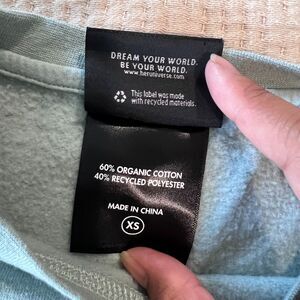 DREAM YOUR WORLD.
BE YOUR WORLD.
www.heruniverse.com
This label was made
with recycled materials.
60% ORGANIC COTTON
40% RECYCLED POLYESTER
MADE IN CHINA
XS